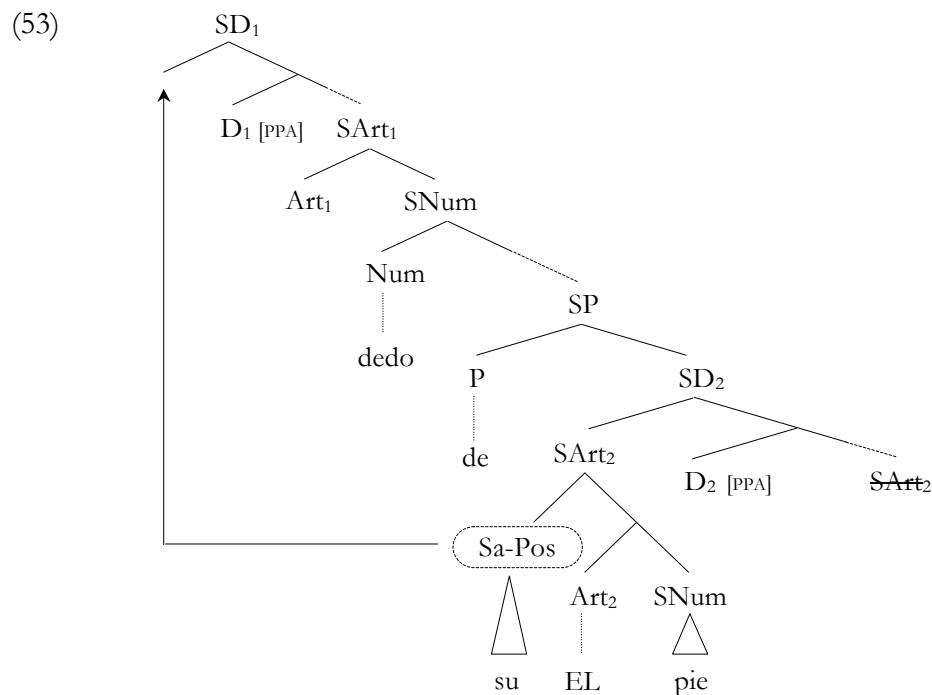 (53) SD₁
D₁ [PPA] SArt₁
Art₁ SNum
Num
SP
dedo
P SD₂
de
SArt₂
D₂ [PPA] SArt₂
Sa-Pos
Art₂ SNum
su EL pie